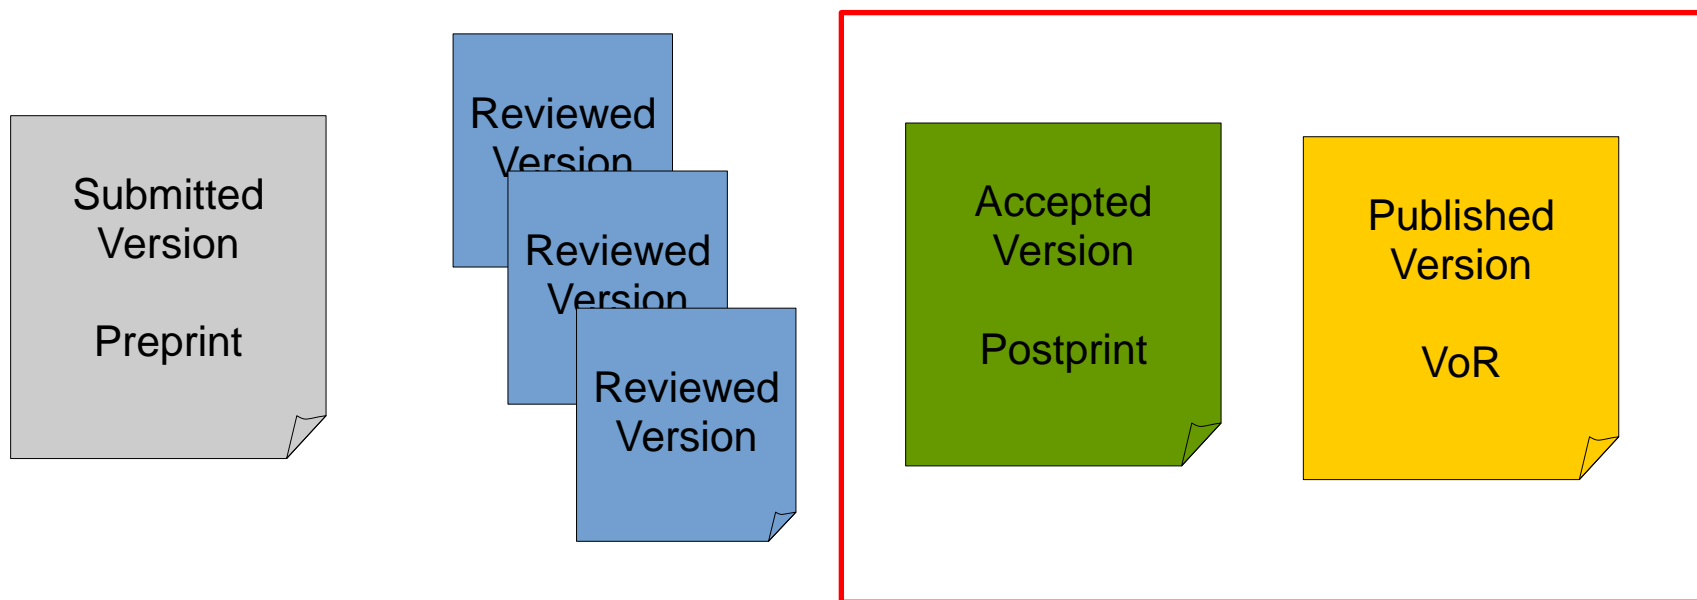 Submitted
Version
Preprint
Reviewed
Version
Reviewed
Version
Reviewed
Version
Accepted
Version
Postprint
Published
Version
VoR